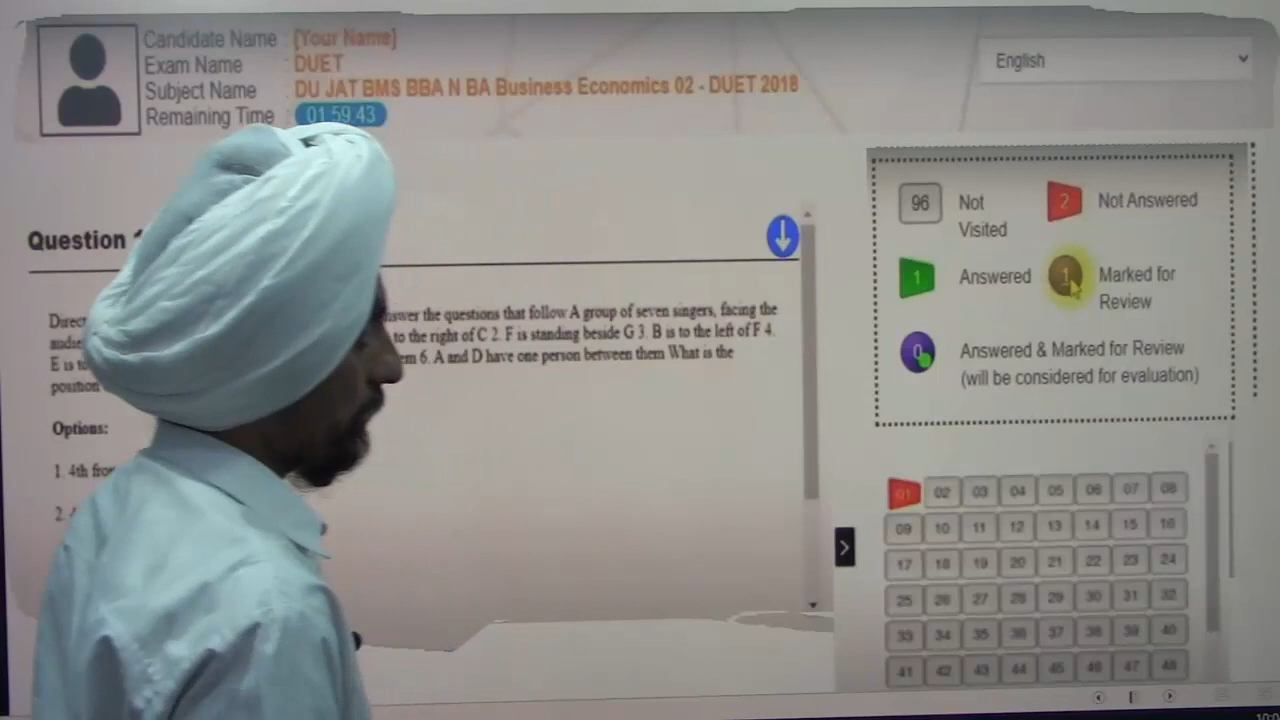 Candidate Name [Your Name]
Exam Name DUET
Subject Name DU JAT BMS BBA N BA Business Economics 02 - DUET 2018
Remaining Time 01:59:43
English
Question
answer the questions that follow A group of seven singers, facing the
to the right of C 2. F is standing beside G 3. B is to the left of F 4.
E is 6. A and D have one person between them What is the
position
Options:
1. 4th
2.
96 Not Visited
2 Not Answered
1 Answered
1 Marked for Review
0 Answered & Marked for Review
(will be considered for evaluation)
01 02 03 04 05 06 07 08
09 10 11 12 13 14 15 16
17 18 19 20 21 22 23 24
25 26 27 28 29 30 31 32
33 34 35 36 37 38 39 40
41 42 43 44 45 46 47 48